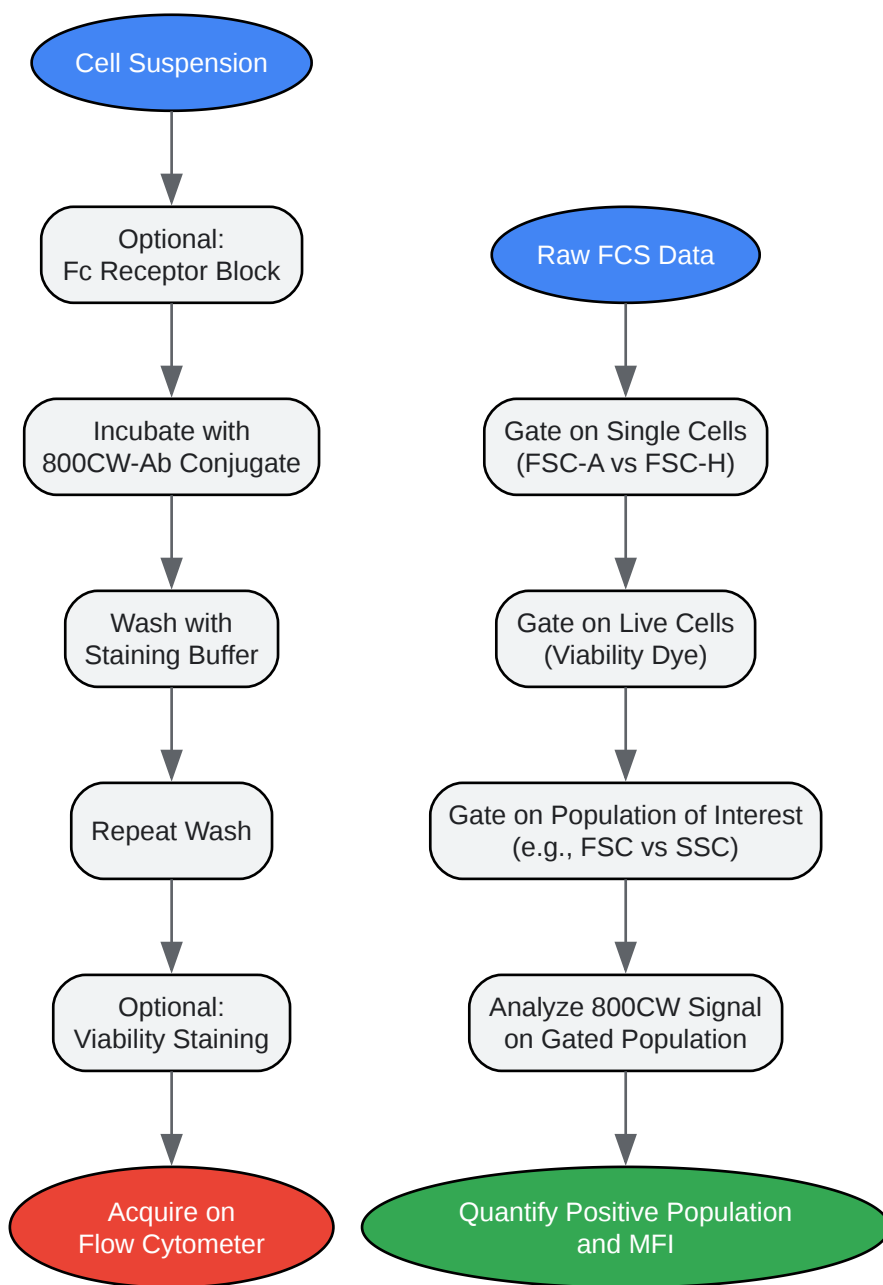 Cell Suspension
Optional:
Fc Receptor Block
Incubate with
800CW-Ab Conjugate
Wash with
Staining Buffer
Repeat Wash
Optional:
Viability Staining
Acquire on
Flow Cytometer
Raw FCS Data
Gate on Single Cells
(FSC-A vs FSC-H)
Gate on Live Cells
(Viability Dye)
Gate on Population of Interest
(e.g., FSC vs SSC)
Analyze 800CW Signal
on Gated Population
Quantify Positive Population
and MFI